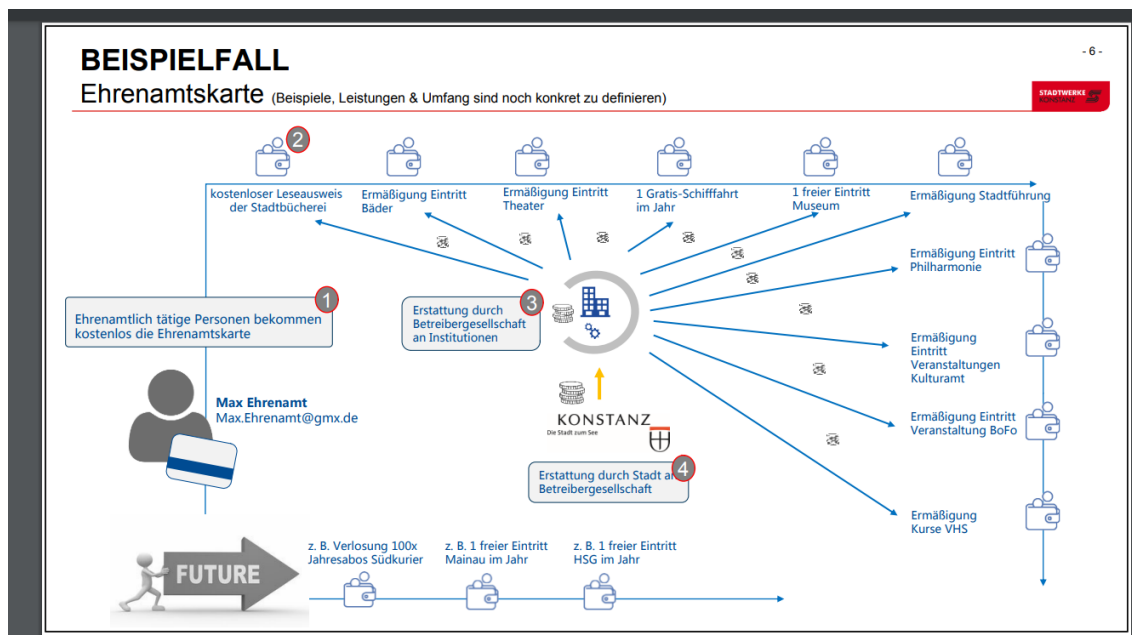 BEISPIELFALL
- 6 -
Ehrenamtskarte (Beispiele, Leistungen & Umfang sind noch konkret zu definieren)
STADTWERKE
KONSTANZ
2
kostenloser Leseausweis
der Stadtbücherei
Ermäßigung Eintritt
Bäder
Ermäßigung Eintritt
Theater
1 Gratis-Schifffahrt
im Jahr
1 freier Eintritt
Museum
Ermäßigung Stadtführung
Ermäßigung Eintritt
Philharmonie
1
Ehrenamtlich tätige Personen bekommen
kostenlos die Ehrenamtskarte
3
Erstattung durch
Betreibergesellschaft
an Institutionen
Ermäßigung
Eintritt
Veranstaltungen
Kulturamt
Max Ehrenamt
Max.Ehrenamt@gmx.de
KONSTANZ
Die Stadt zum See
Ermäßigung Eintritt
Veranstaltung BoFo
4
Erstattung durch Stadt an
Betreibergesellschaft
Ermäßigung
Kurse VHS
FUTURE
z. B. Verlosung 100x
Jahresabos Südkurier
z. B. 1 freier Eintritt
Mainau im Jahr
z. B. 1 freier Eintritt
HSG im Jahr